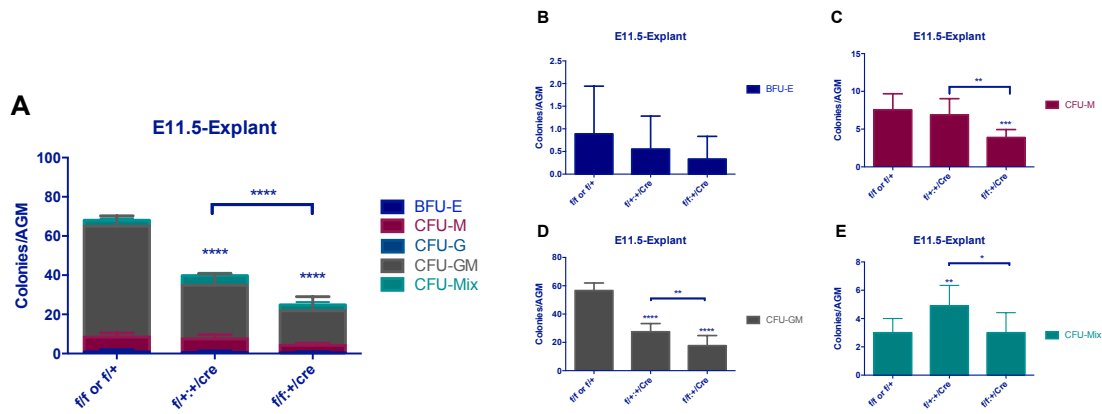 A
E11.5-Explant
Colonies/AGM
100
80
60
40
20
0
****
****
****
f/f or f/+
f/+:+/Cre
f/f:+/cre
BFU-E
CFU-M
CFU-G
CFU-GM
CFU-Mix
B
E11.5-Explant
Colonies/AGM
2.5
2.0
1.5
1.0
0.5
0.0
f/f or f/+
f/+:+/Cre
f/f:+/Cre
BFU-E
C
E11.5-Explant
Colonies/AGM
15
10
5
0
**
***
f/f or f/+
f/+:+/Cre
f/f:+/Cre
CFU-M
D
E11.5-Explant
Colonies/AGM
80
60
40
20
0
**
****
****
f/f or f/+
f/+:+/Cre
f/f:+/Cre
CFU-GM
E
E11.5-Explant
Colonies/AGM
8
6
4
2
0
*
**
f/f or f/+
f/+:+/Cre
f/f:+/Cre
CFU-Mix